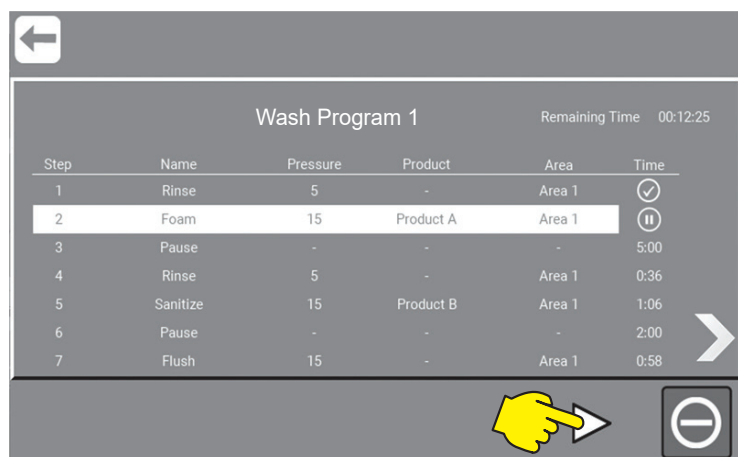 Wash Program 1
Remaining Time 00:12:25
Step Name Pressure Product Area Time
1 Rinse 5 - Area 1
2 Foam 15 Product A Area 1
3 Pause - - - 5:00
4 Rinse 5 - Area 1 0:36
5 Sanitize 15 Product B Area 1 1:06
6 Pause - - - 2:00
7 Flush 15 - Area 1 0:58